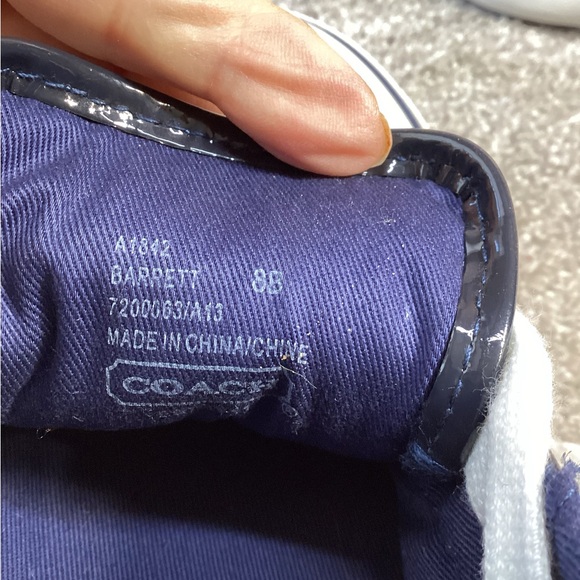 A1842
BARRETT 8B
7200063/A13
MADE IN CHINA/CHINE
COACH